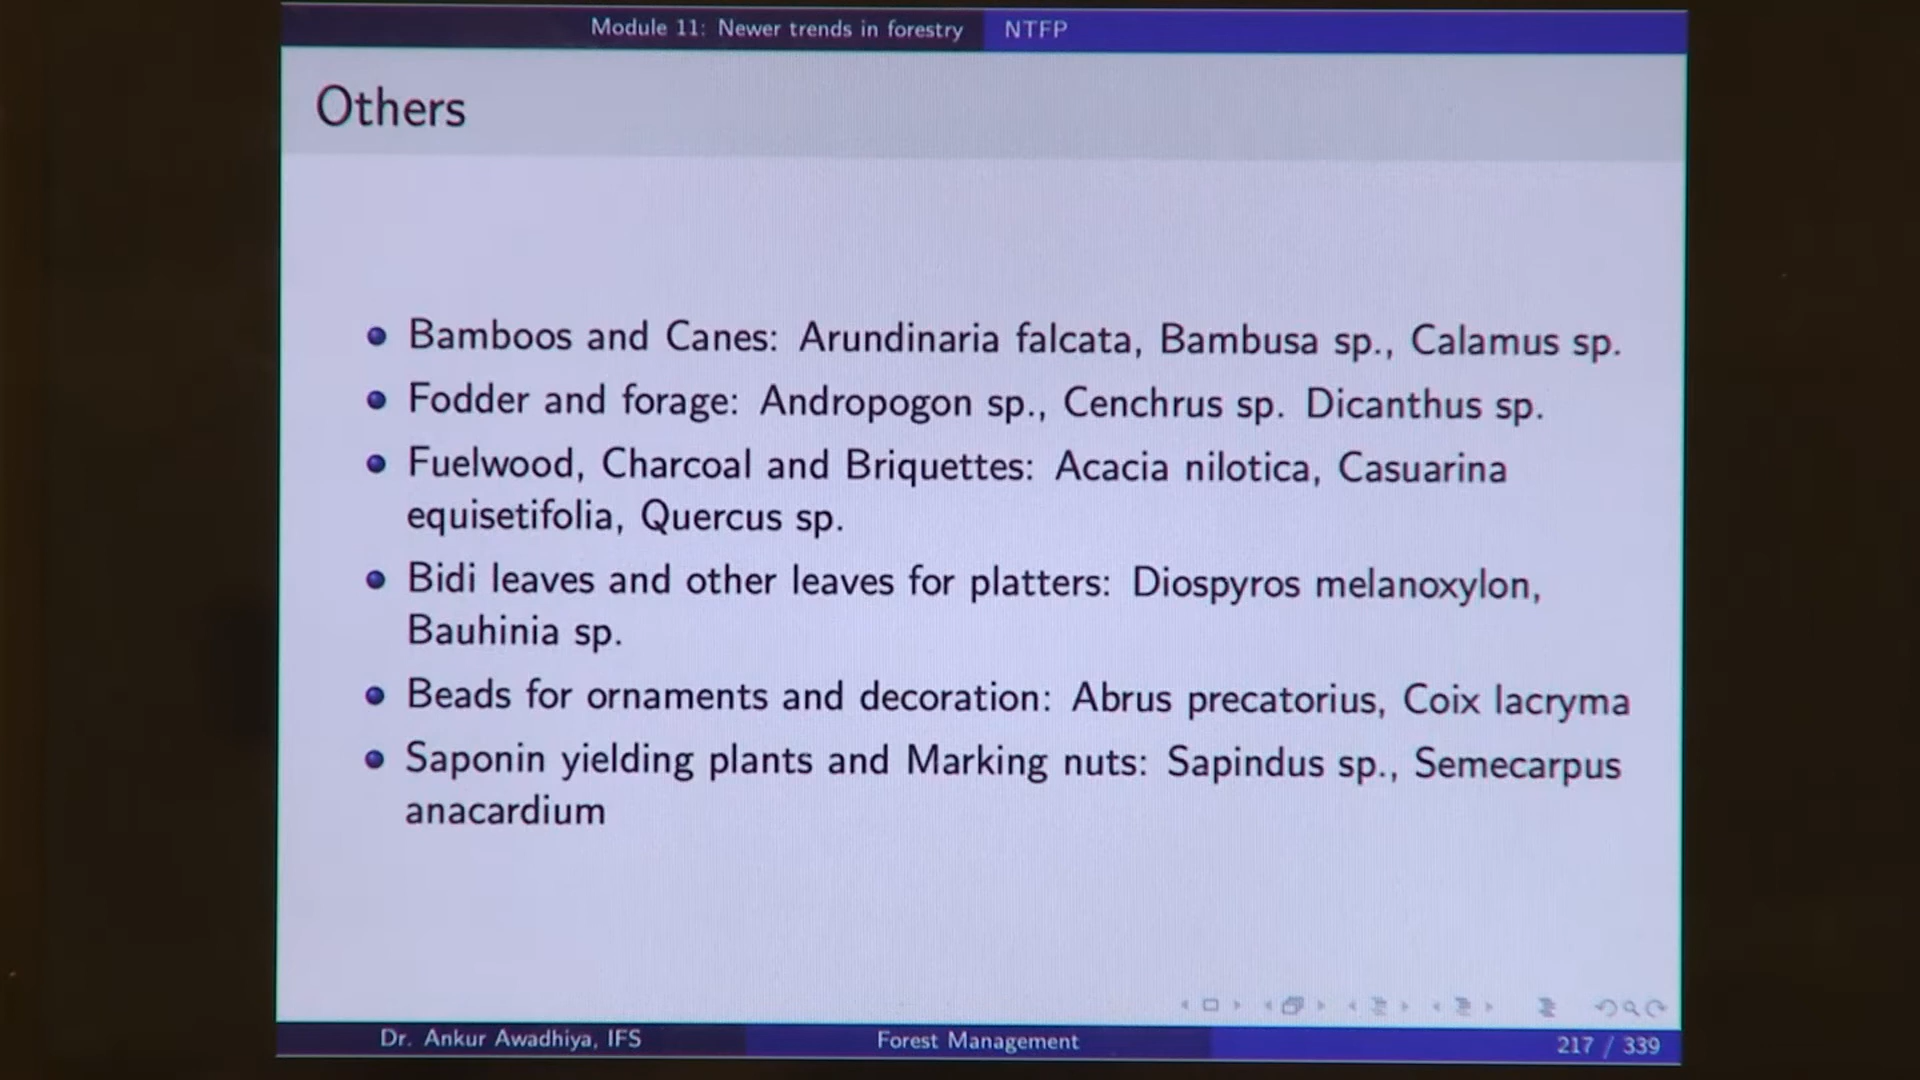 Module 11: Newer trends in forestry NTFP
Others
Bamboos and Canes: Arundinaria falcata, Bambusa sp., Calamus sp.
Fodder and forage: Andropogon sp., Cenchrus sp. Dicanthus sp.
Fuelwood, Charcoal and Briquettes: Acacia nilotica, Casuarina
equisetifolia, Quercus sp.
Bidi leaves and other leaves for platters: Diospyros melanoxylon,
Bauhinia sp.
Beads for ornaments and decoration: Abrus precatorius, Coix lacryma
Saponin yielding plants and Marking nuts: Sapindus sp., Semecarpus
anacardium
Dr. Ankur Awadhiya, IFS Forest Management 217 / 339